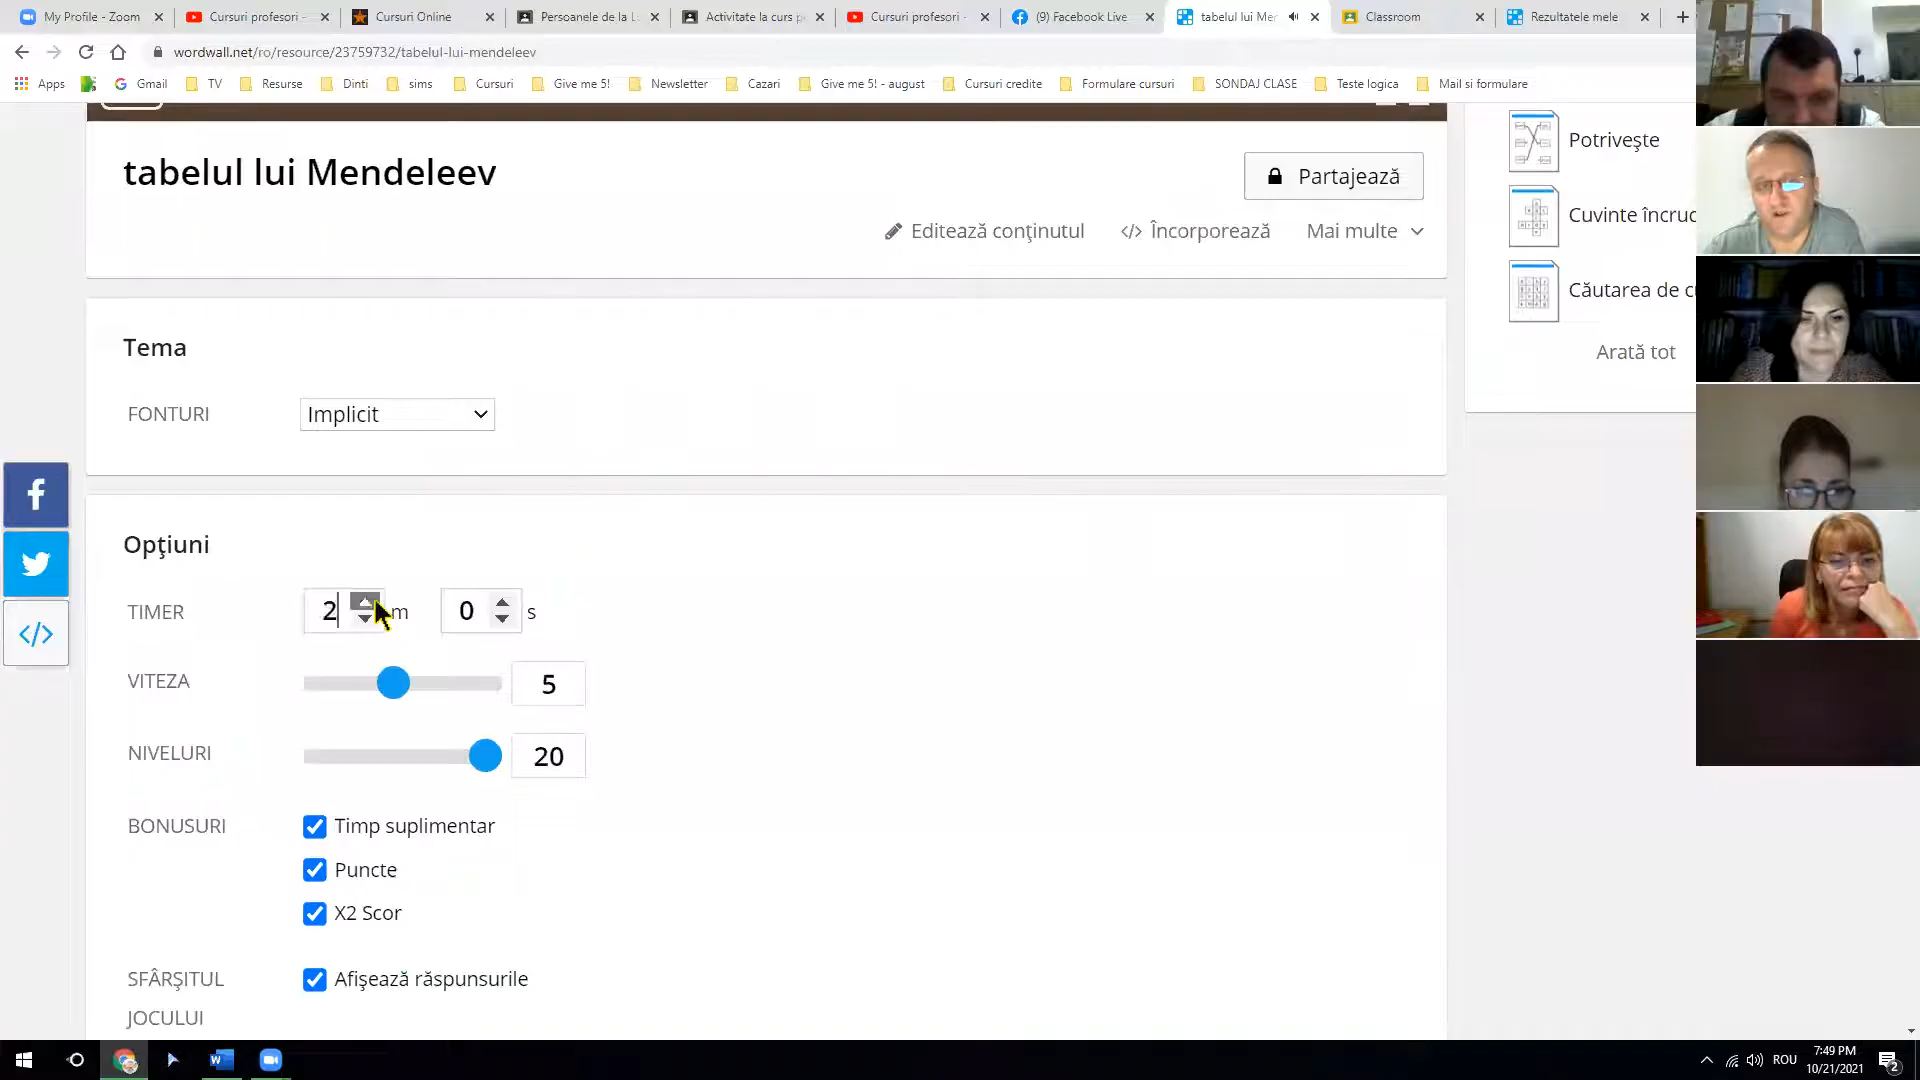 My Profile - Zoom
Cursuri profesori -
Cursuri Online
Persoanele de la L
Activitate la curs p
Cursuri profesori -
(9) Facebook Live
tabelul lui Mer
Classroom
Rezultatele mele
wordwall.net/ro/resource/23759732/tabelul-lui-mendeleev
Apps
Gmail
TV
Resurse
Dinti
sims
Cursuri
Give me 5!
Newsletter
Cazari
Give me 5! - august
Cursuri credite
Formulare cursuri
SONDAJ CLASE
Teste logica
Mail si formulare
tabelul lui Mendeleev
Partajează
Editează conţinutul
Încorporează
Mai multe
Potriveşte
Cuvinte încruc
Căutarea de c
Arată tot
Tema
FONTURI
Implicit
Opţiuni
TIMER
2 m
0 s
VITEZA
5
NIVELURI
20
BONUSURI
Timp suplimentar
Puncte
X2 Scor
SFÂRŞITUL JOCULUI
Afişează răspunsurile
ROU
7:49 PM
10/21/2021
2